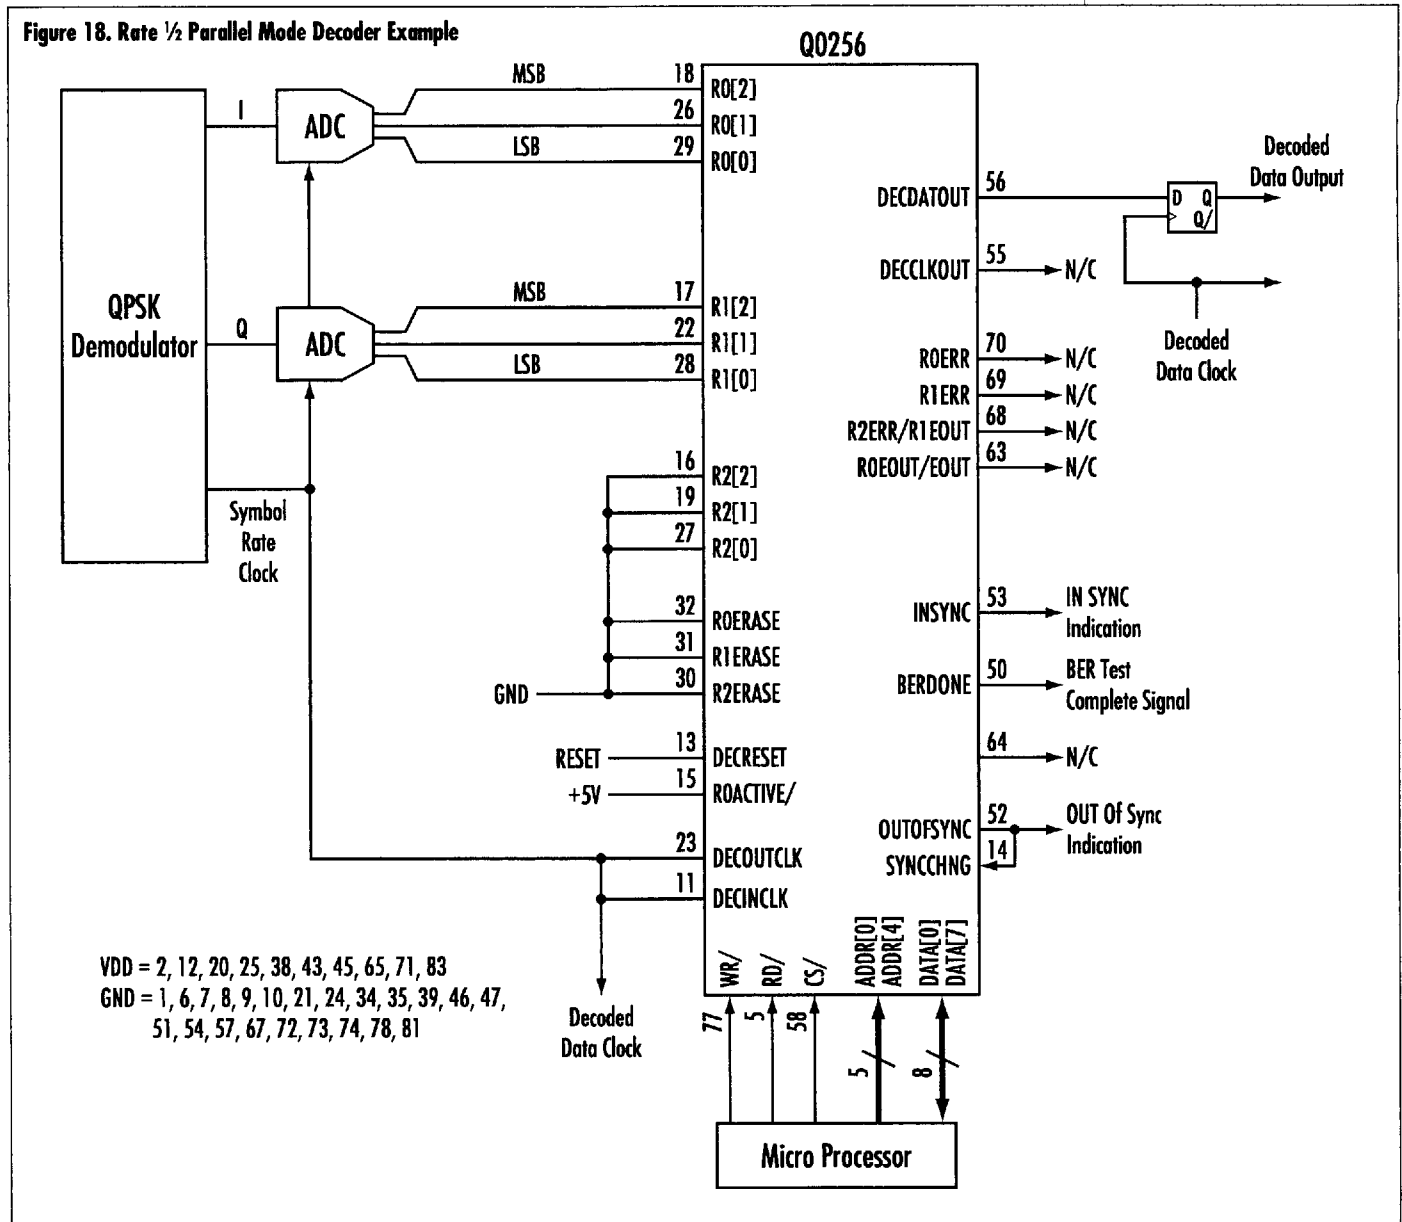 Figure 18. Rate ½ Parallel Mode Decoder Example
Q0256
QPSK
Demodulator
I
ADC
MSB
LSB
18
R0[2]
26
R0[1]
29
R0[0]
Q
ADC
MSB
LSB
17
R1[2]
22
R1[1]
28
R1[0]
Symbol
Rate
Clock
16
R2[2]
19
R2[1]
27
R2[0]
32
R0ERASE
31
R1ERASE
30
R2ERASE
GND
RESET
13
DECRESET
+5V
15
R0ACTIVE/
23
DECOUTCLK
11
DECINCLK
Decoded
Data Clock
DECDATOUT
56
D Q
Q/
Decoded
Data Output
DECCLKOUT
55
N/C
Decoded
Data Clock
R0ERR
70
N/C
R1ERR
69
N/C
R2ERR/R1EOUT
68
N/C
R0EOUT/EOUT
63
N/C
INSYNC
53
IN SYNC
Indication
BERDONE
50
BER Test
Complete Signal
64
N/C
OUTOFSYNC
52
OUT Of Sync
Indication
SYNCCHNG
14
WR/
RD/
CS/
ADDR[0]
ADDR[4]
DATA[0]
DATA[7]
77
5
58
5
8
Micro Processor
VDD = 2, 12, 20, 25, 38, 43, 45, 65, 71, 83
GND = 1, 6, 7, 8, 9, 10, 21, 24, 34, 35, 39, 46, 47,
51, 54, 57, 67, 72, 73, 74, 78, 81